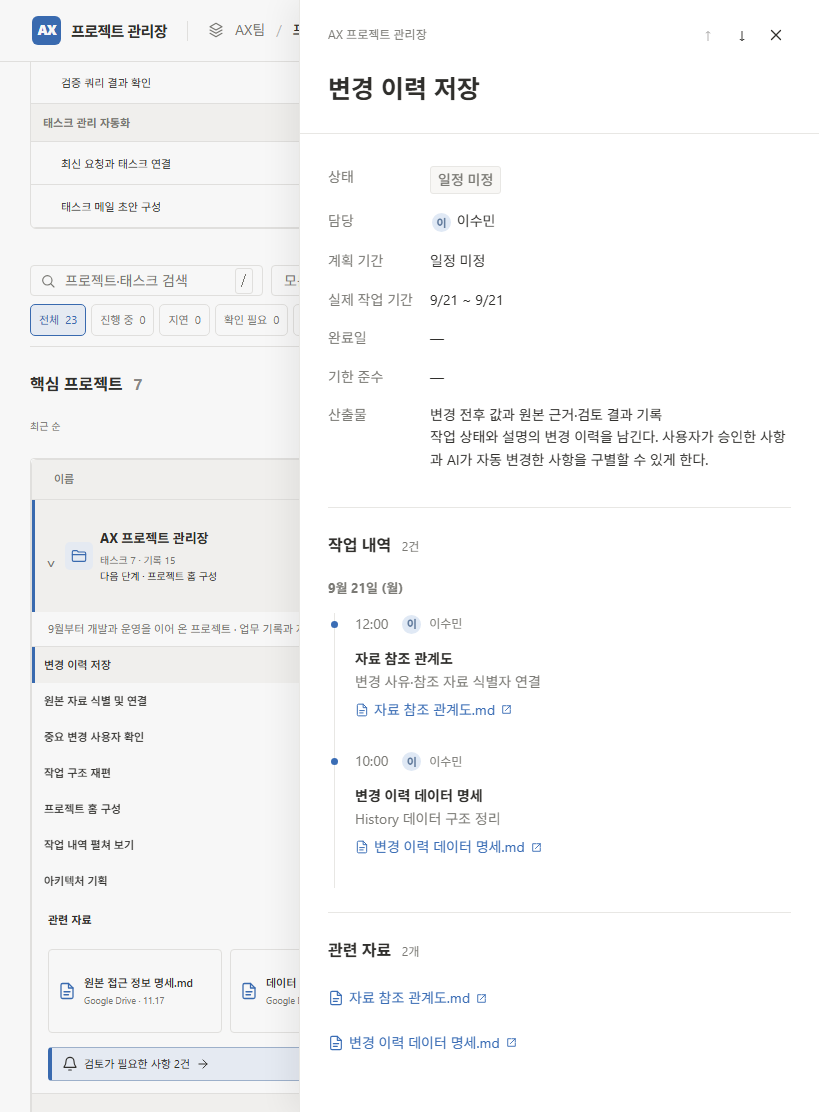 AX 프로젝트 관리장
AX팀 /
검증 쿼리 결과 확인
태스크 관리 자동화
최신 요청과 태스크 연결
태스크 메일 초안 구성
프로젝트·태스크 검색 /
전체 23 진행 중 0 지연 0 확인 필요 0
핵심 프로젝트 7
최근 순
이름
AX 프로젝트 관리장
태스크 7 · 기록 15
다음 단계 · 프로젝트 홈 구성
9월부터 개발과 운영을 이어 온 프로젝트 · 업무 기록과
변경 이력 저장
원본 자료 식별 및 연결
중요 변경 사용자 확인
작업 구조 재편
프로젝트 홈 구성
작업 내역 펼쳐 보기
아키텍처 기획
관련 자료
원본 접근 정보 명세.md
Google Drive · 11.17
데이터
Google
검토가 필요한 사항 2건 →
AX 프로젝트 관리장
↑ ↓ ×
변경 이력 저장
상태 일정 미정
담당 이 이수민
계획 기간 일정 미정
실제 작업 기간 9/21 ~ 9/21
완료일 —
기한 준수 —
산출물 변경 전후 값과 원본 근거·검토 결과 기록
작업 상태와 설명의 변경 이력을 남긴다. 사용자가 승인한 사항
과 AI가 자동 변경한 사항을 구별할 수 있게 한다.
작업 내역 2건
9월 21일 (월)
12:00 이 이수민
자료 참조 관계도
변경 사유·참조 자료 식별자 연결
자료 참조 관계도.md
10:00 이 이수민
변경 이력 데이터 명세
History 데이터 구조 정리
변경 이력 데이터 명세.md
관련 자료 2개
자료 참조 관계도.md
변경 이력 데이터 명세.md